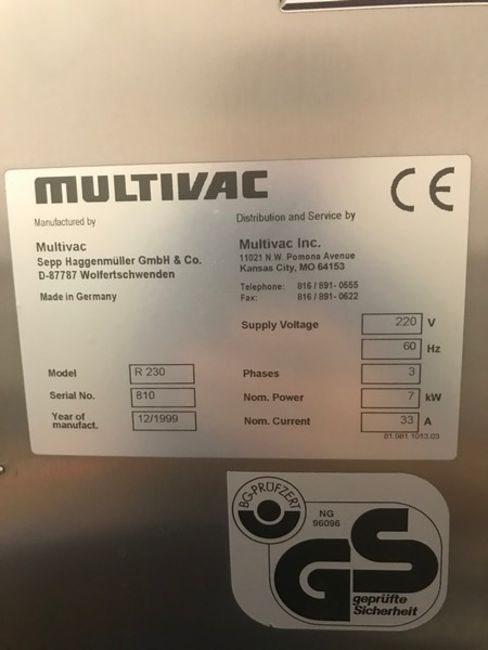 MULTIVAC
CE
Manufactured by
Multivac
Sepp Haggenmüller GmbH & Co.
D-87787 Wolfertschwenden
Made in Germany
Distribution and Service by
Multivac Inc.
11021 N.W. Pomona Avenue
Kansas City, MO 64153
Telephone: 816 / 891- 0555
Fax: 816 / 891- 0622
Supply Voltage 220 V
60 Hz
Model R 230
Phases 3
Serial No. 810
Nom. Power 7 kW
Year of
manufact. 12/1999
Nom. Current 33 A
81.981.1013.03
BG-PRÜFZERT
NG
96096
GS
geprüfte
Sicherheit